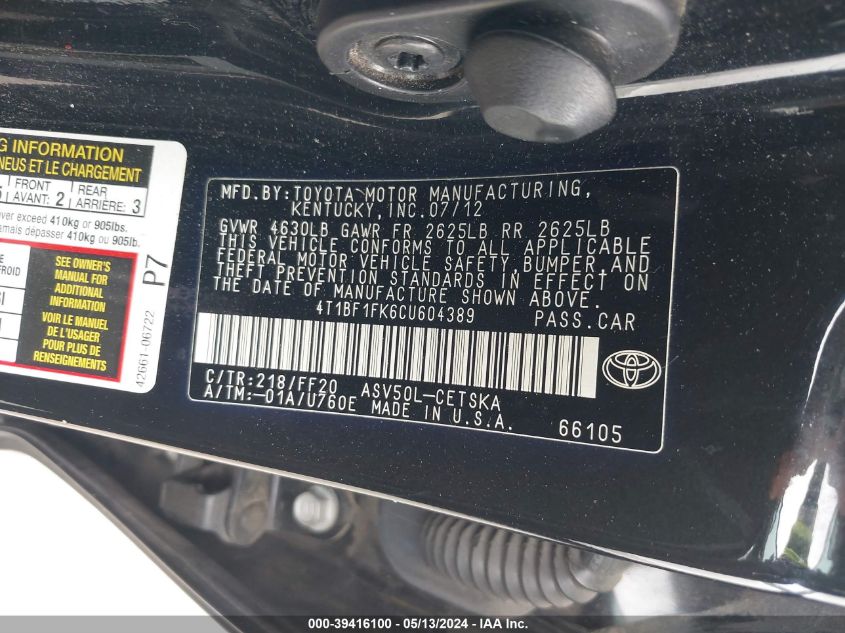 G INFORMATION
NEUS ET LE CHARGEMENT
FRONT
AVANT: 2
REAR
ARRIÈRE: 3
ver exceed 410kg or 905lbs.
amais dépasser 410kg ou 905lb.
SEE OWNER'S
MANUAL FOR
ADDITIONAL
INFORMATION
VOIR LE MANUEL
DE L'USAGER
POUR PLUS DE
RENSEIGNEMENTS
P7
42661-06722
MFD.BY:TOYOTA MOTOR MANUFACTURING,
KENTUCKY, INC.07/12
GVWR 4630LB GAWR FR 2625LB RR 2625LB
THIS VEHICLE CONFORMS TO ALL APPLICABLE
FEDERAL MOTOR VEHICLE SAFETY, BUMPER, AND
THEFT PREVENTION STANDARDS IN EFFECT ON
THE DATE OF MANUFACTURE SHOWN ABOVE.
4T1BF1FK6CU604389 PASS.CAR
C/TR:218/FF20 ASV50L-CETSKA
A/TM:-01A/U760E MADE IN U.S.A.
66105
000-39416100 - 05/13/2024 - IAA Inc.